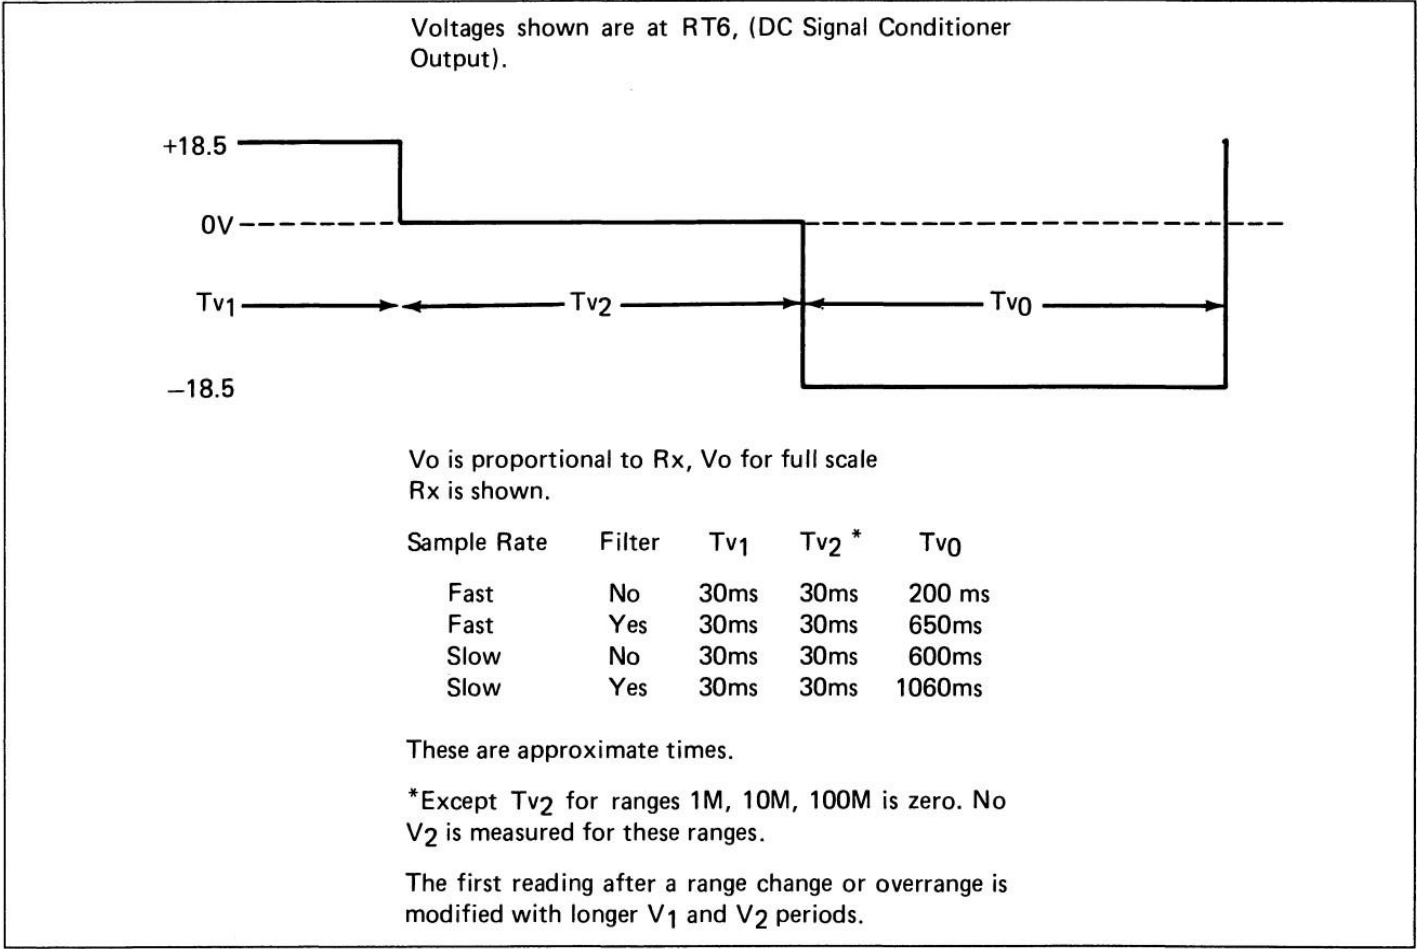 Voltages shown are at RT6, (DC Signal Conditioner
Output).
+18.5
0V
Tv1 Tv2 Tv0
−18.5
Vo is proportional to Rx, Vo for full scale
Rx is shown.
Sample Rate Filter Tv1 Tv2 * Tv0
Fast No 30ms 30ms 200 ms
Fast Yes 30ms 30ms 650ms
Slow No 30ms 30ms 600ms
Slow Yes 30ms 30ms 1060ms
These are approximate times.
*Except Tv2 for ranges 1M, 10M, 100M is zero. No
V2 is measured for these ranges.
The first reading after a range change or overrange is
modified with longer V1 and V2 periods.